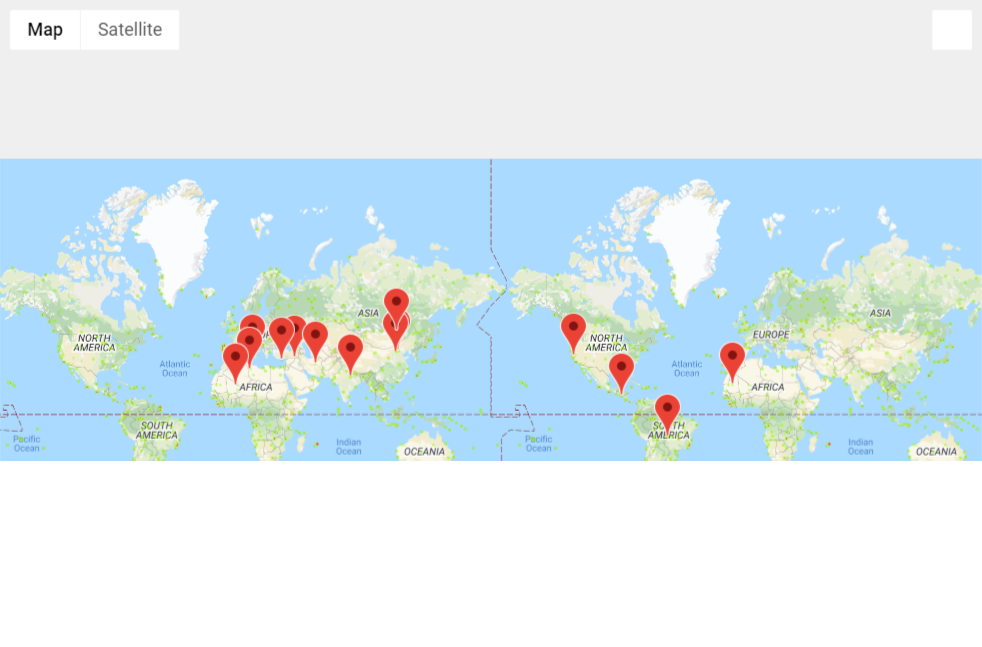 Map
Satellite
ASIA
NORTH
AMERICA
Atlantic
Ocean
AFRICA
SOUTH
AMERICA
Pacific
Ocean
Indian
Ocean
OCEANIA
ASIA
NORTH
AMERICA
EUROPE
Atlantic
Ocean
AFRICA
SOUTH
AMERICA
Pacific
Ocean
Indian
Ocean
OCEANIA